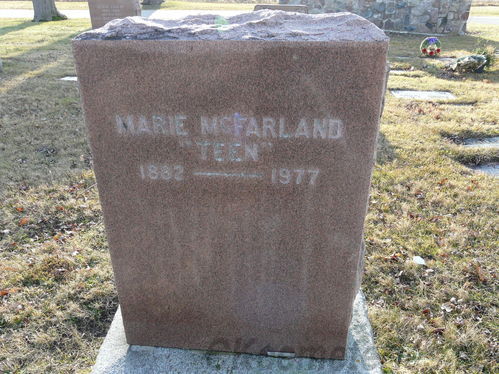 MARIE McFARLAND
"TEEN"
1882 — 1977